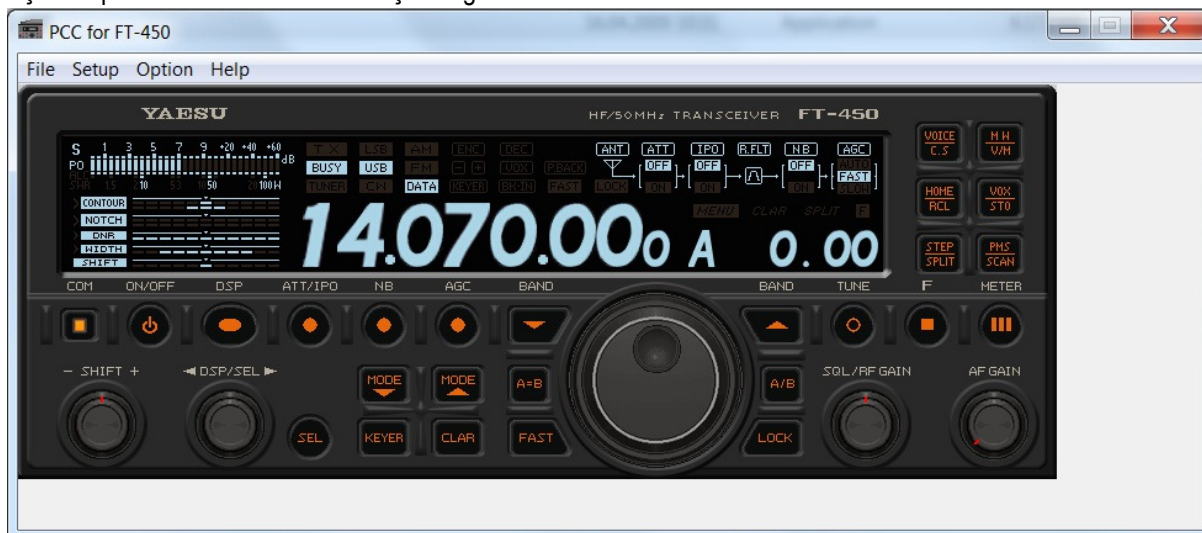 PCC for FT-450
File Setup Option Help
YAESU HF/50MHz TRANSCEIVER FT-450
VOICE C.S MW V/M
S 1 3 5 7 9 +20 +40 +60 dB TX LSB AM ENC DEC ANT ATT IPO R.FLT NB AGC
PO BUSY USB FM - + VOX P.BACK OFF OFF OFF AUTO
ALC FAST
SWR 1.5 10 50 100W TUNER CW DATA KEYER BK-IN FAST LOCK ON ON ON SLOW
HOME RCL VOX STO
CONTOUR MENU CLAR SPLIT F
NOTCH
DNR
WIDTH
SHIFT
14.070.000 A 0.00
STEP SPLIT PMS SCAN
COM ON/OFF DSP ATT/IPO NB AGC BAND BAND TUNE F METER
- SHIFT + DSP/SEL MODE MODE A=B A/B SQL/RF GAIN AF GAIN
SEL KEYER CLAR FAST LOCK